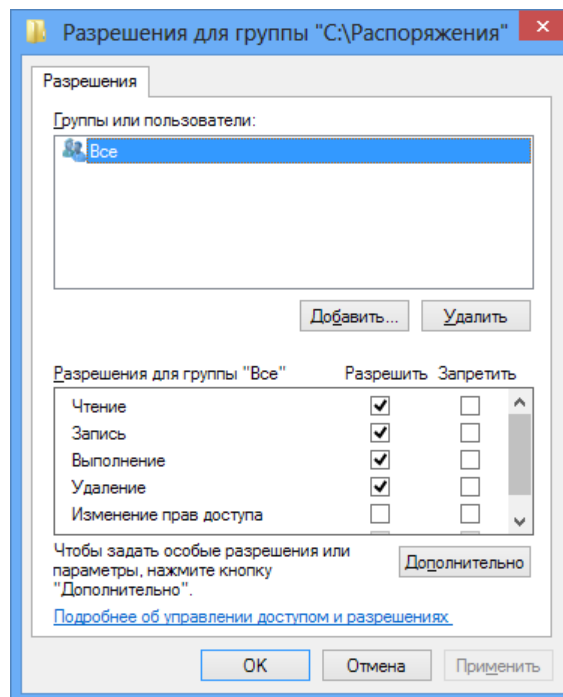 Разрешения для группы "C:\Распоряжения"
Разрешения
Группы или пользователи:
Все
Добавить...
Удалить
Разрешения для группы "Все"
Разрешить
Запретить
Чтение
Запись
Выполнение
Удаление
Изменение прав доступа
Чтобы задать особые разрешения или
параметры, нажмите кнопку
"Дополнительно".
Дополнительно
Подробнее об управлении доступом и разрешениях
OK
Отмена
Применить